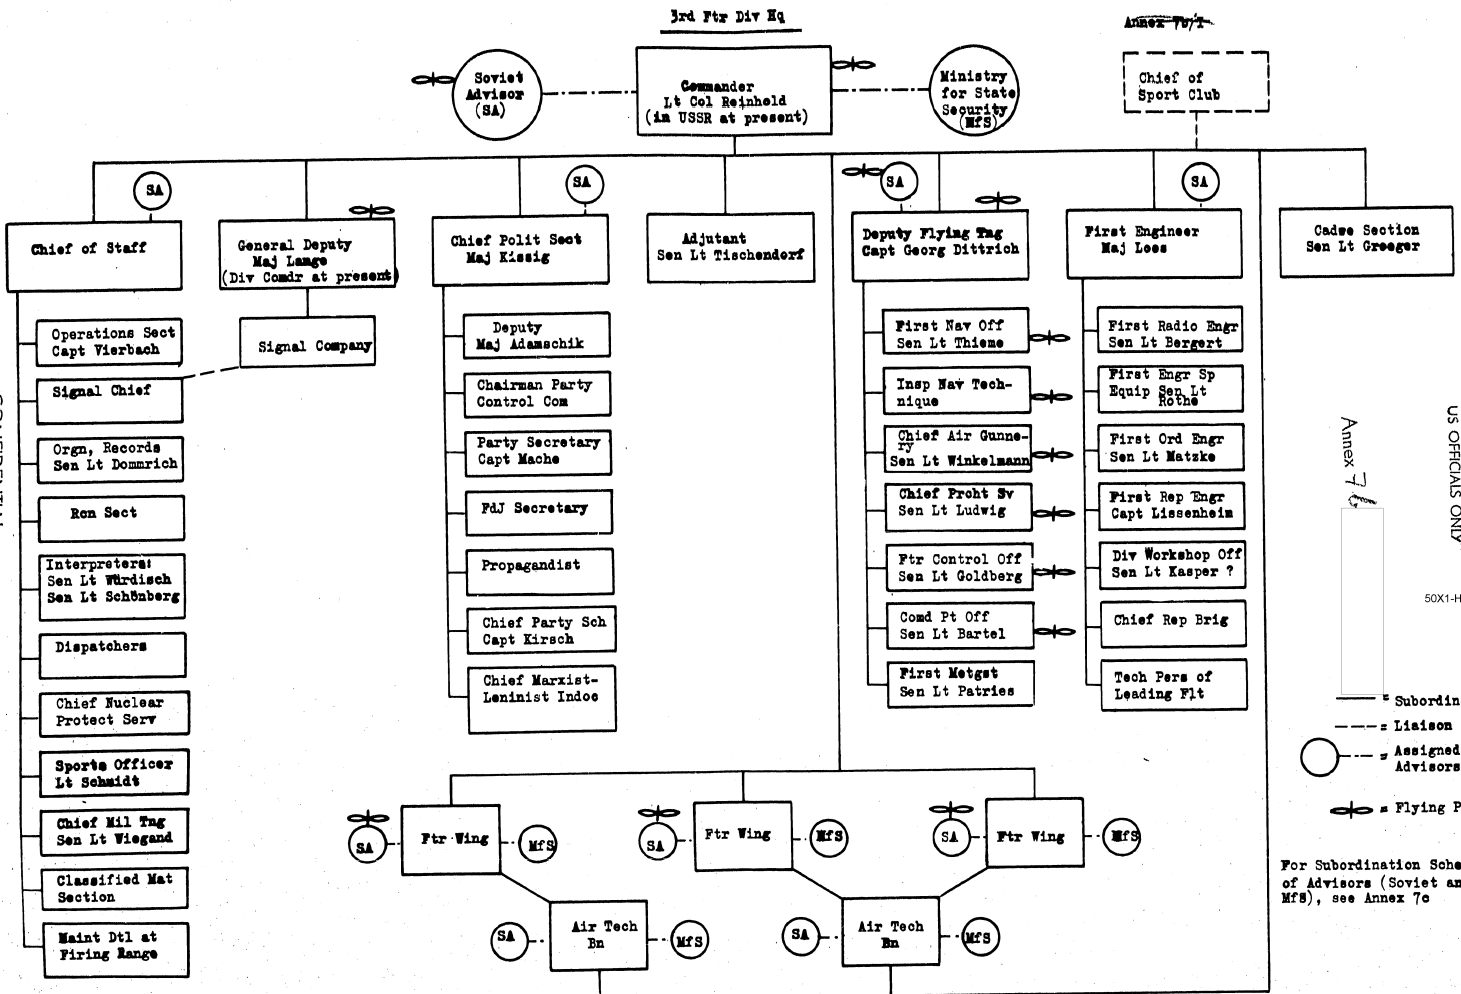 3rd Ftr Div Hq
Annex 7b/T
Soviet
Advisor
(SA)
Commander
Lt Col Reinhold
(in USSR at present)
Ministry
for State
Security
(MfS)
Chief of
Sport Club
SA
SA
SA
SA
Chief of Staff
General Deputy
Maj Lange
(Div Comdr at present)
Chief Polit Sect
Maj Kissig
Adjutant
Sen Lt Tischendorf
Deputy Flying Tng
Capt Georg Dittrich
First Engineer
Maj Loos
Cadre Section
Sen Lt Greeger
Operations Sect
Capt Vierbach
Signal Chief
Orgn, Records
Sen Lt Dommrich
Rcn Sect
Interpreters:
Sen Lt Würdisch
Sen Lt Schönberg
Dispatchers
Chief Nuclear
Protect Serv
Sports Officer
Lt Schmidt
Chief Mil Tng
Sen Lt Wiegand
Classified Mat
Section
Maint Dtl at
Firing Range
Signal Company
Deputy
Maj Adamschik
Chairman Party
Control Com
Party Secretary
Capt Mache
FdJ Secretary
Propagandist
Chief Party Sch
Capt Kirsch
Chief Marxist-
Leninist Indoc
First Nav Off
Sen Lt Thieme
Insp Nav Tech-
nique
Chief Air Gunne-
ry
Sen Lt Winkelmann
Chief Procht Sv
Sen Lt Ludwig
Ftr Control Off
Sen Lt Goldberg
Comd Pt Off
Sen Lt Bartel
First Metgst
Sen Lt Patries
First Radio Engr
Sen Lt Bergert
First Engr Sp
Equip Sen Lt
Rothe
First Ord Engr
Sen Lt Matzke
First Rep Engr
Capt Lissenheim
Div Workshop Off
Sen Lt Kasper ?
Chief Rep Brig
Tech Pers of
Leading Flt
Annex 7b
US OFFICIALS ONLY
50X1-H
= Subordin
= Liaison
= Assigned
Advisors
= Flying P
For Subordination Sche
of Advisors (Soviet an
MfS), see Annex 7c
SA
Ftr Wing
MfS
SA
Ftr Wing
MfS
SA
Ftr Wing
MfS
SA
Air Tech
Bn
MfS
SA
Air Tech
Bn
MfS